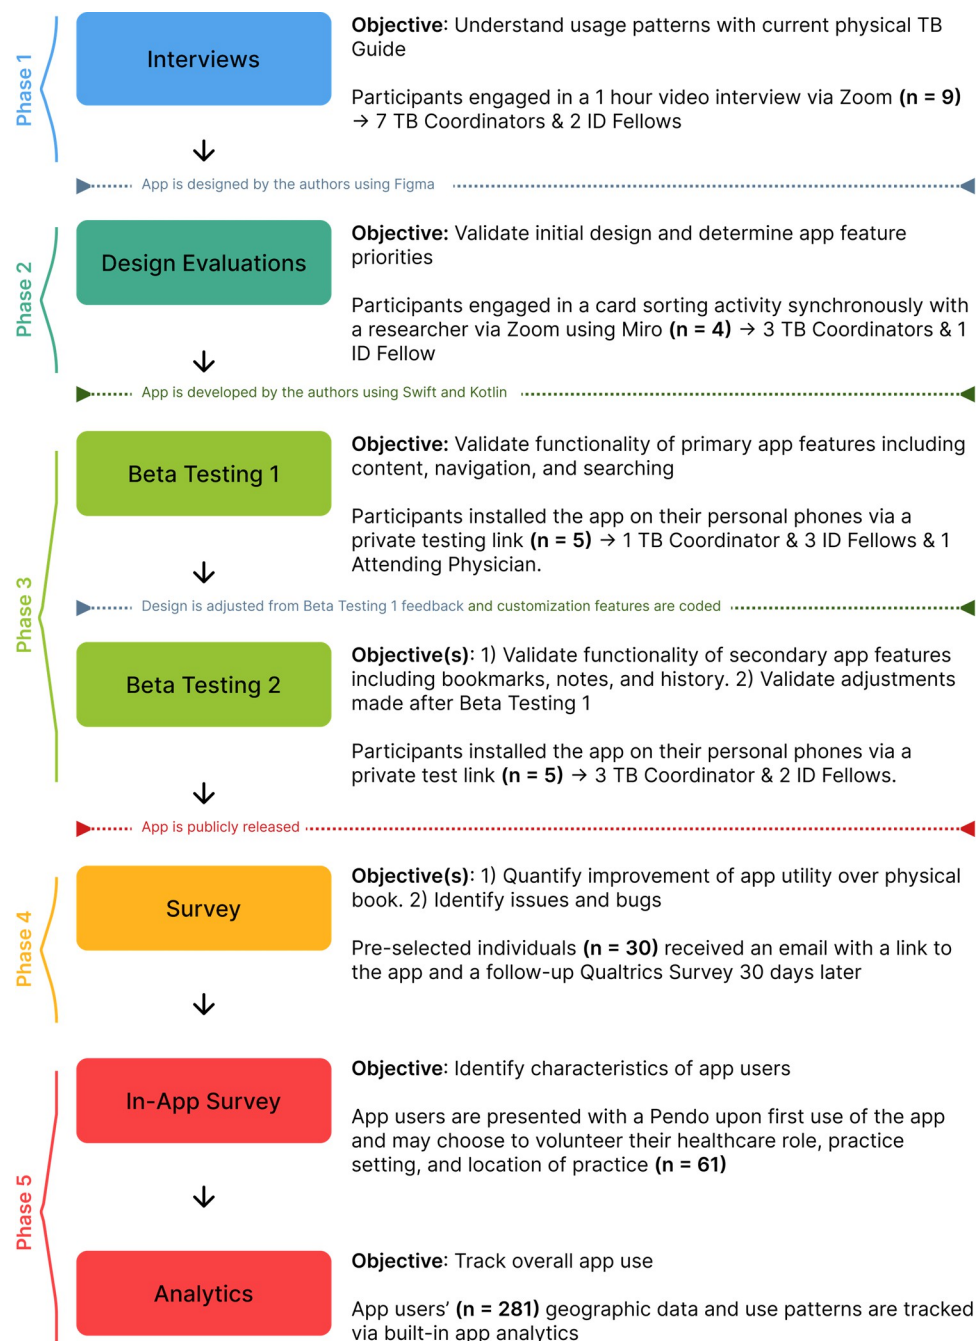 Phase 1
Interviews
Objective: Understand usage patterns with current physical TB
Guide
Participants engaged in a 1 hour video interview via Zoom (n = 9)
→ 7 TB Coordinators & 2 ID Fellows
App is designed by the authors using Figma
Phase 2
Design Evaluations
Objective: Validate initial design and determine app feature
priorities
Participants engaged in a card sorting activity synchronously with
a researcher via Zoom using Miro (n = 4) → 3 TB Coordinators & 1
ID Fellow
App is developed by the authors using Swift and Kotlin
Phase 3
Beta Testing 1
Objective: Validate functionality of primary app features including
content, navigation, and searching
Participants installed the app on their personal phones via a
private testing link (n = 5) → 1 TB Coordinator & 3 ID Fellows & 1
Attending Physician.
Design is adjusted from Beta Testing 1 feedback and customization features are coded
Beta Testing 2
Objective(s): 1) Validate functionality of secondary app features
including bookmarks, notes, and history. 2) Validate adjustments
made after Beta Testing 1
Participants installed the app on their personal phones via a
private test link (n = 5) → 3 TB Coordinator & 2 ID Fellows.
App is publicly released
Phase 4
Survey
Objective(s): 1) Quantify improvement of app utility over physical
book. 2) Identify issues and bugs
Pre-selected individuals (n = 30) received an email with a link to
the app and a follow-up Qualtrics Survey 30 days later
Phase 5
In-App Survey
Objective: Identify characteristics of app users
App users are presented with a Pendo upon first use of the app
and may choose to volunteer their healthcare role, practice
setting, and location of practice (n = 61)
Analytics
Objective: Track overall app use
App users’ (n = 281) geographic data and use patterns are tracked
via built-in app analytics